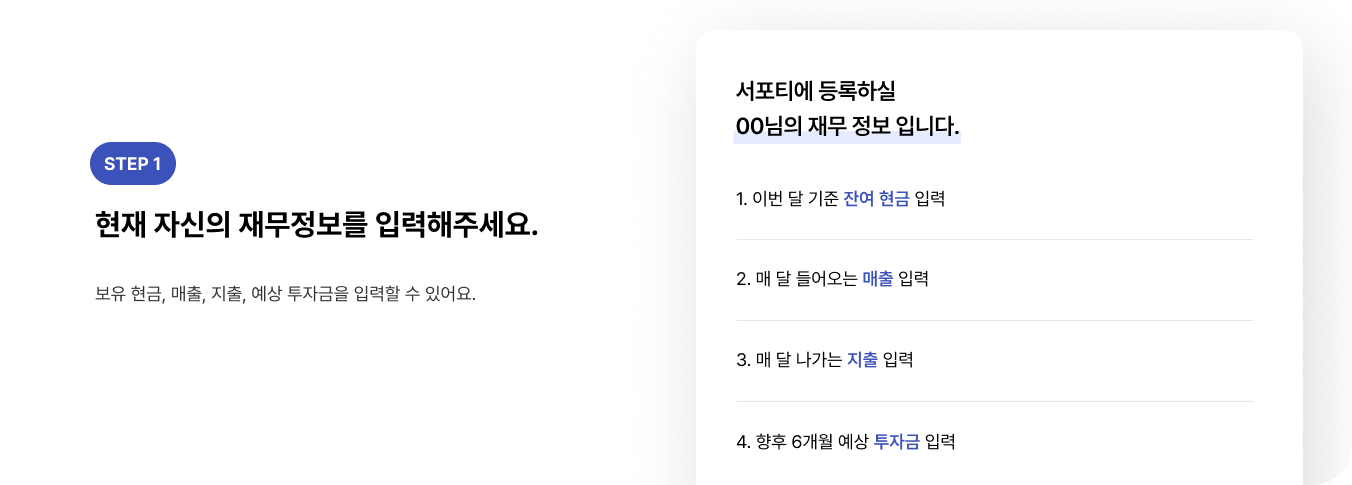 STEP 1
현재 자신의 재무정보를 입력해주세요.
보유 현금, 매출, 지출, 예상 투자금을 입력할 수 있어요.
서포티에 등록하실
00님의 재무 정보 입니다.
1. 이번 달 기준 잔여 현금 입력
2. 매 달 들어오는 매출 입력
3. 매 달 나가는 지출 입력
4. 향후 6개월 예상 투자금 입력